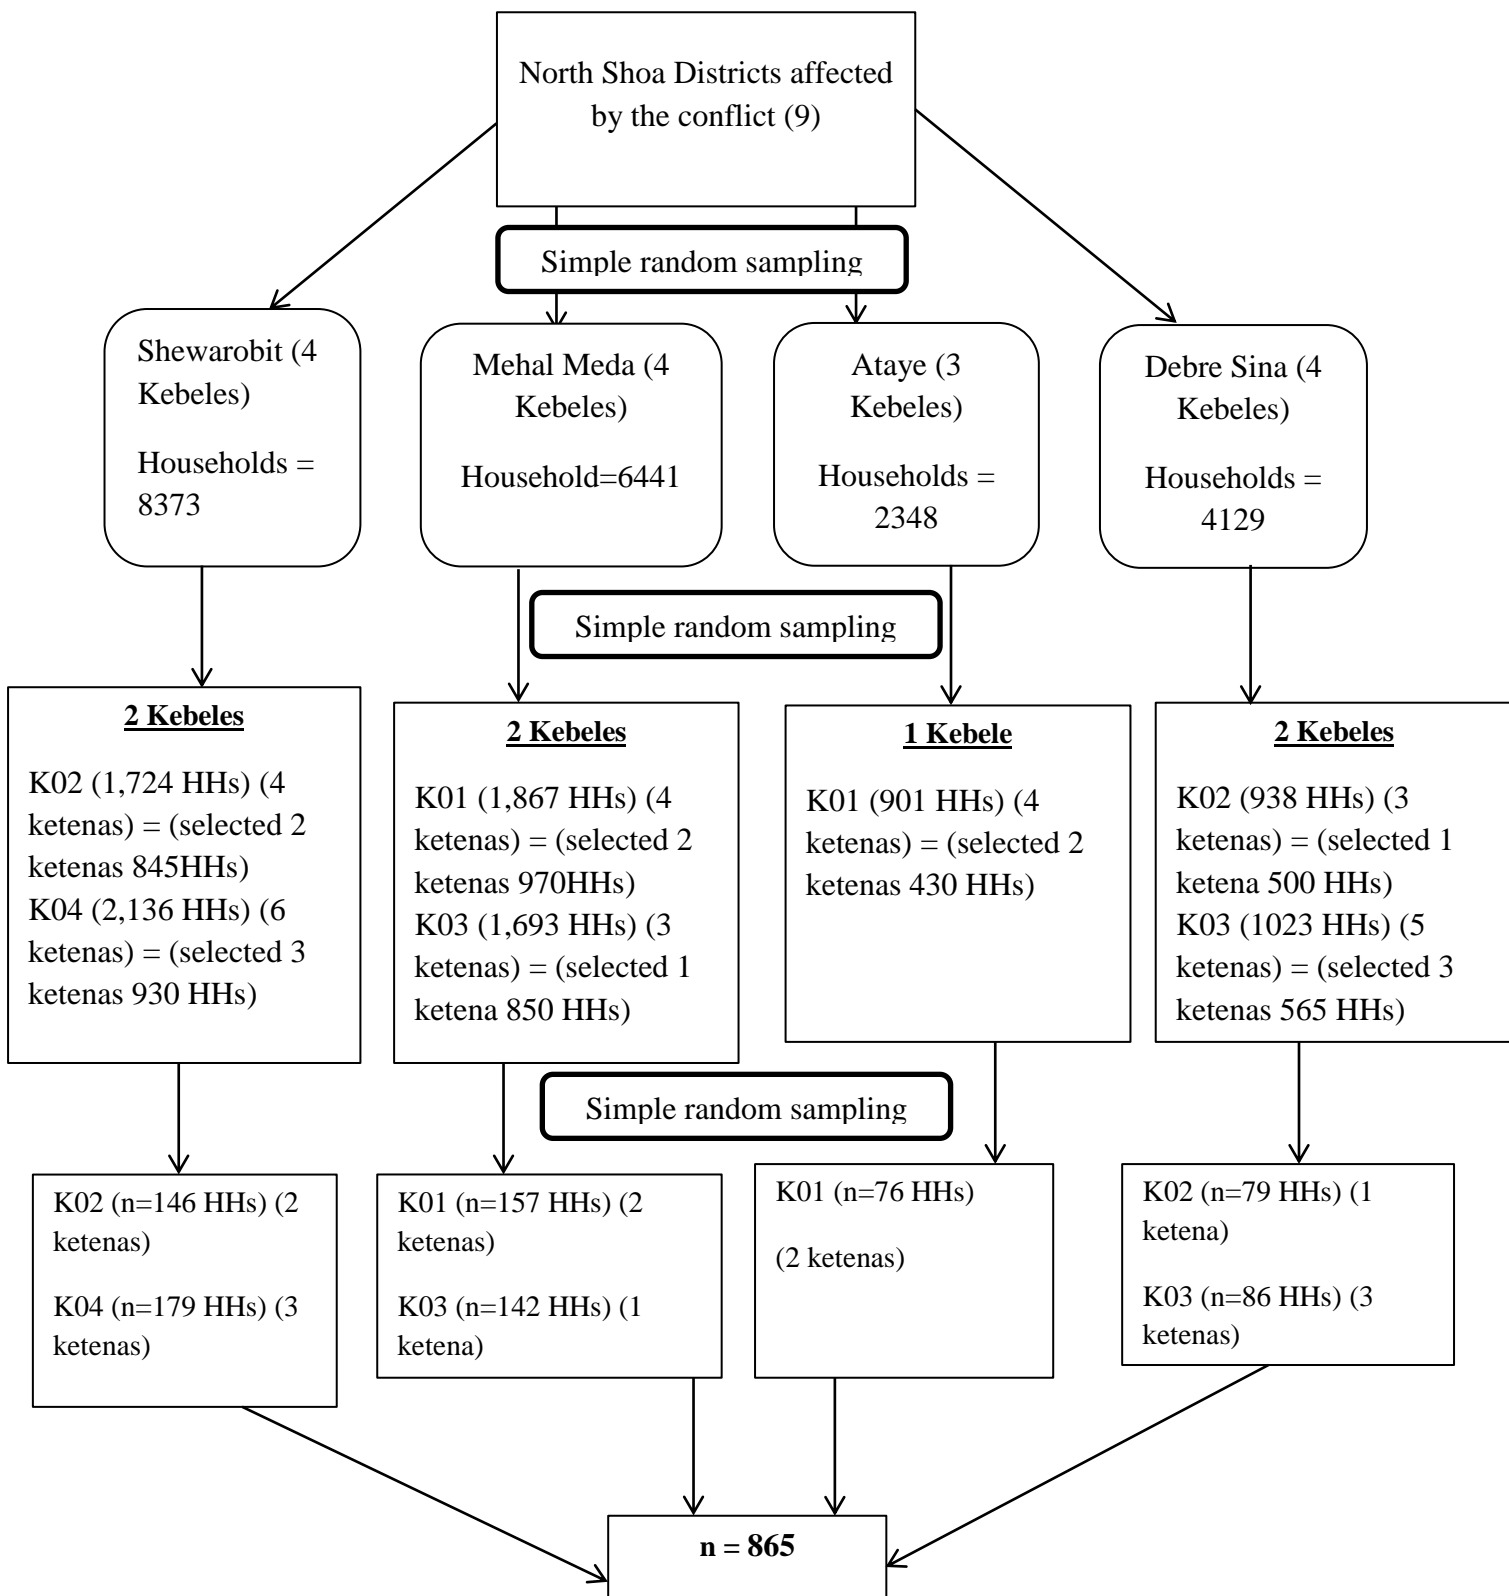 North Shoa Districts affected
by the conflict (9)
Simple random sampling
Shewarobit (4
Kebeles)
Households =
8373
Mehal Meda (4
Kebeles)
Household=6441
Ataye (3
Kebeles)
Households =
2348
Debre Sina (4
Kebeles)
Households =
4129
Simple random sampling
2 Kebeles
K02 (1,724 HHs) (4
ketenas) = (selected 2
ketenas 845HHs)
K04 (2,136 HHs) (6
ketenas) = (selected 3
ketenas 930 HHs)
2 Kebeles
K01 (1,867 HHs) (4
ketenas) = (selected 2
ketenas 970HHs)
K03 (1,693 HHs) (3
ketenas) = (selected 1
ketena 850 HHs)
1 Kebele
K01 (901 HHs) (4
ketenas) = (selected 2
ketenas 430 HHs)
2 Kebeles
K02 (938 HHs) (3
ketenas) = (selected 1
ketena 500 HHs)
K03 (1023 HHs) (5
ketenas) = (selected 3
ketenas 565 HHs)
Simple random sampling
K02 (n=146 HHs) (2
ketenas)
K04 (n=179 HHs) (3
ketenas)
K01 (n=157 HHs) (2
ketenas)
K03 (n=142 HHs) (1
ketena)
K01 (n=76 HHs)
(2 ketenas)
K02 (n=79 HHs) (1
ketena)
K03 (n=86 HHs) (3
ketenas)
n = 865